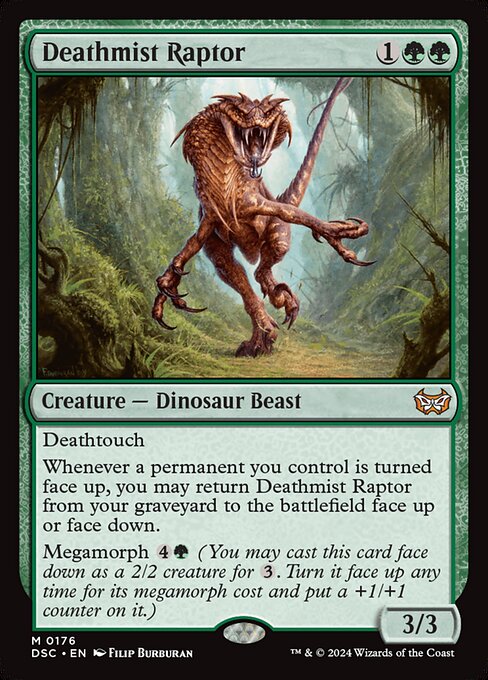 Deathmist Raptor 1
Creature — Dinosaur Beast
Deathtouch
Whenever a permanent you control is turned
face up, you may return Deathmist Raptor
from your graveyard to the battlefield face up
or face down.
Megamorph 4 (You may cast this card face
down as a 2/2 creature for 3. Turn it face up any
time for its megamorph cost and put a +1/+1
counter on it.)
3/3
M 0176
DSC • EN Filip Burburan
™ & © 2024 Wizards of the Coast